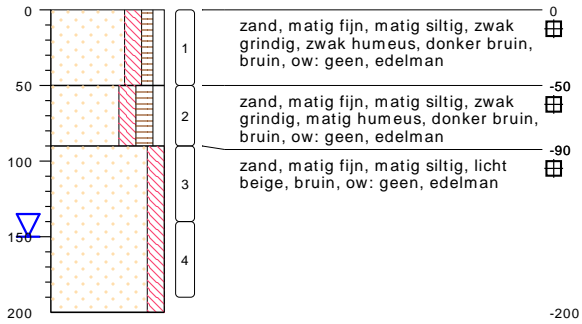 0
50
100
150
200
1
2
3
4
zand, matig fijn, matig siltig, zwak
grindig, zwak humeus, donker bruin,
bruin, ow: geen, edelman
zand, matig fijn, matig siltig, zwak
grindig, matig humeus, donker bruin,
bruin, ow: geen, edelman
zand, matig fijn, matig siltig, licht
beige, bruin, ow: geen, edelman
0
-50
-90
-200